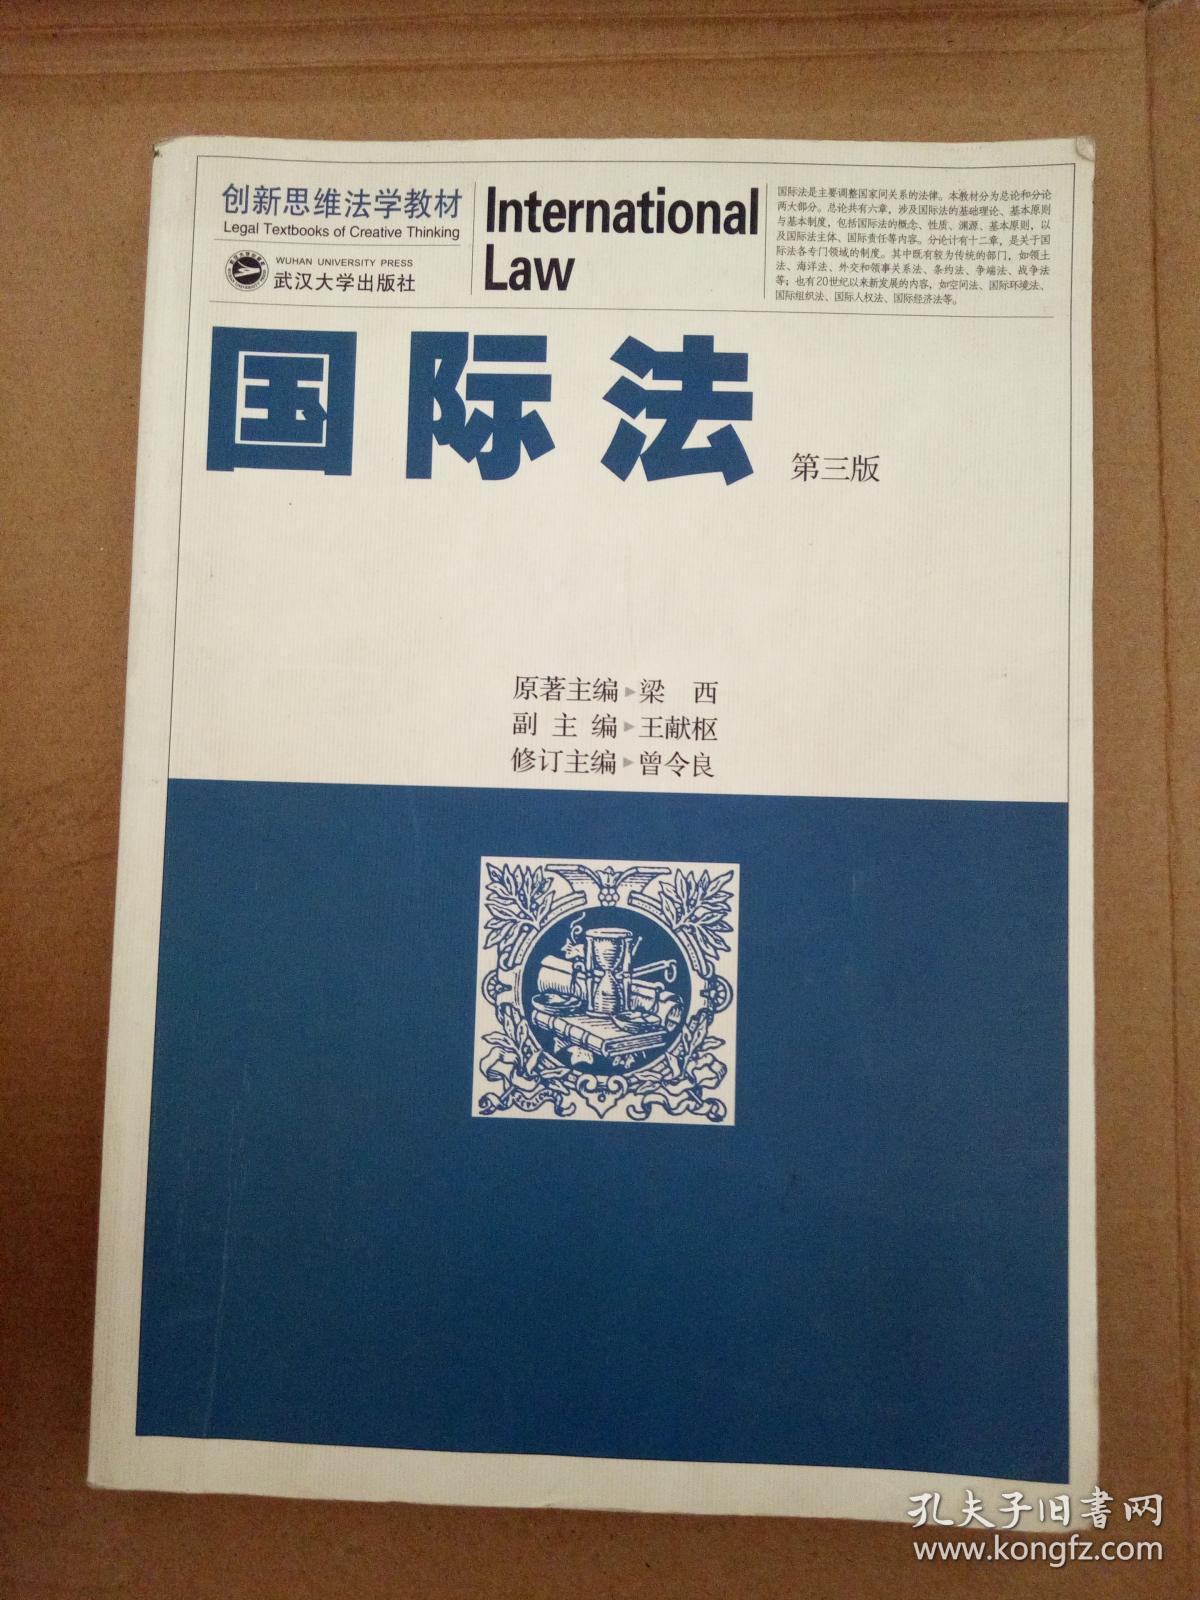 创新思维法学教材
Legal Textbooks of Creative Thinking
WUHAN UNIVERSITY PRESS
武汉大学出版社
International
Law
国际法是主要调整国家间关系的法律。本教材分为总论和分论
两大部分。总论共有六章，涉及国际法的基础理论、基本原则
与基本制度，包括国际法的概念、性质、渊源、基本原则，以
及国际法主体、国际责任等内容。分论计有十二章，是关于国
际法各专门领域的制度。其中既有较为传统的部门，如领土
法、海洋法、外交和领事关系法、条约法、争端法、战争法
等；也有20世纪以来新发展的内容，如空间法、国际环境法、
国际组织法、国际人权法、国际经济法等。
国际法
第三版
原著主编▶梁 西
副 主 编▶王献枢
修订主编▶曾令良
孔夫子旧书网
www.kongfz.com